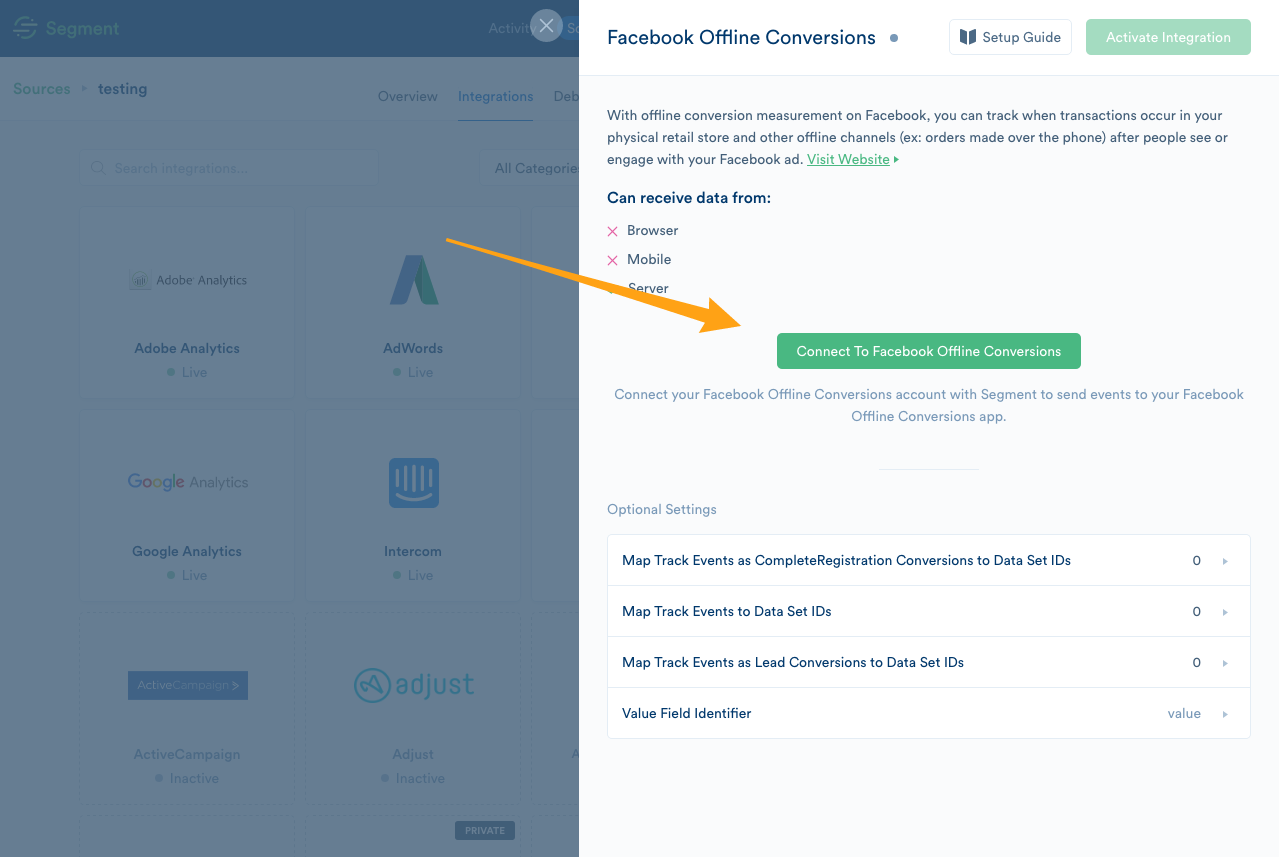 Segment
Activity
Facebook Offline Conversions
Setup Guide
Activate Integration
Sources
testing
Overview
Integrations
With offline conversion measurement on Facebook, you can track when transactions occur in your
physical retail store and other offline channels (ex: orders made over the phone) after people see or
engage with your Facebook ad. Visit Website
Search integrations...
Can receive data from:
Browser
Mobile
Server
Adobe Analytics
Adobe Analytics
Live
AdWords
Live
Connect To Facebook Offline Conversions
Connect your Facebook Offline Conversions account with Segment to send events to your Facebook
Offline Conversions app.
Google Analytics
Google Analytics
Live
Intercom
Live
Optional Settings
Map Track Events as CompleteRegistration Conversions to Data Set IDs 0
Map Track Events to Data Set IDs 0
Map Track Events as Lead Conversions to Data Set IDs 0
Value Field Identifier value
ActiveCampaign
ActiveCampaign
Inactive
adjust
Adjust
Inactive
PRIVATE